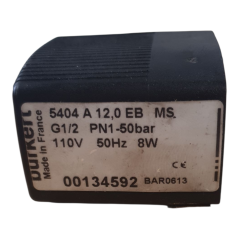 burkert
Made in France
5404 A 12,0 EB MS
G1/2 PN1-50bar
110V 50Hz 8W
CE
00134592 BAR0613